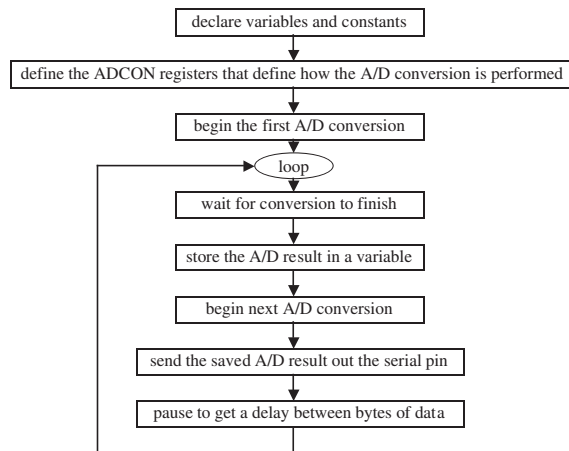 declare variables and constants
define the ADCON registers that define how the A/D conversion is performed
begin the first A/D conversion
loop
wait for conversion to finish
store the A/D result in a variable
begin next A/D conversion
send the saved A/D result out the serial pin
pause to get a delay between bytes of data